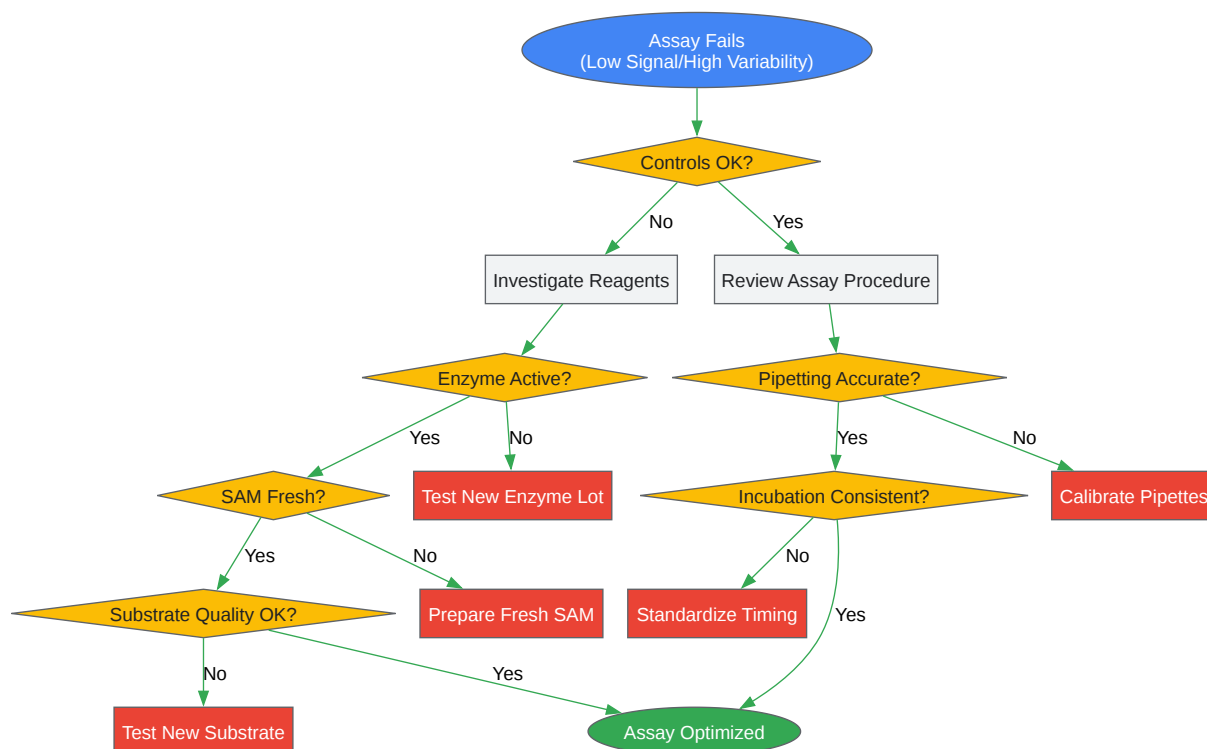 Assay Fails
(Low Signal/High Variability)
Controls OK?
No
Yes
Investigate Reagents
Review Assay Procedure
Enzyme Active?
Pipetting Accurate?
Yes
No
Yes
No
SAM Fresh?
Test New Enzyme Lot
Incubation Consistent?
Calibrate Pipettes
Yes
No
No
Yes
Substrate Quality OK?
Prepare Fresh SAM
Standardize Timing
No
Yes
Test New Substrate
Assay Optimized